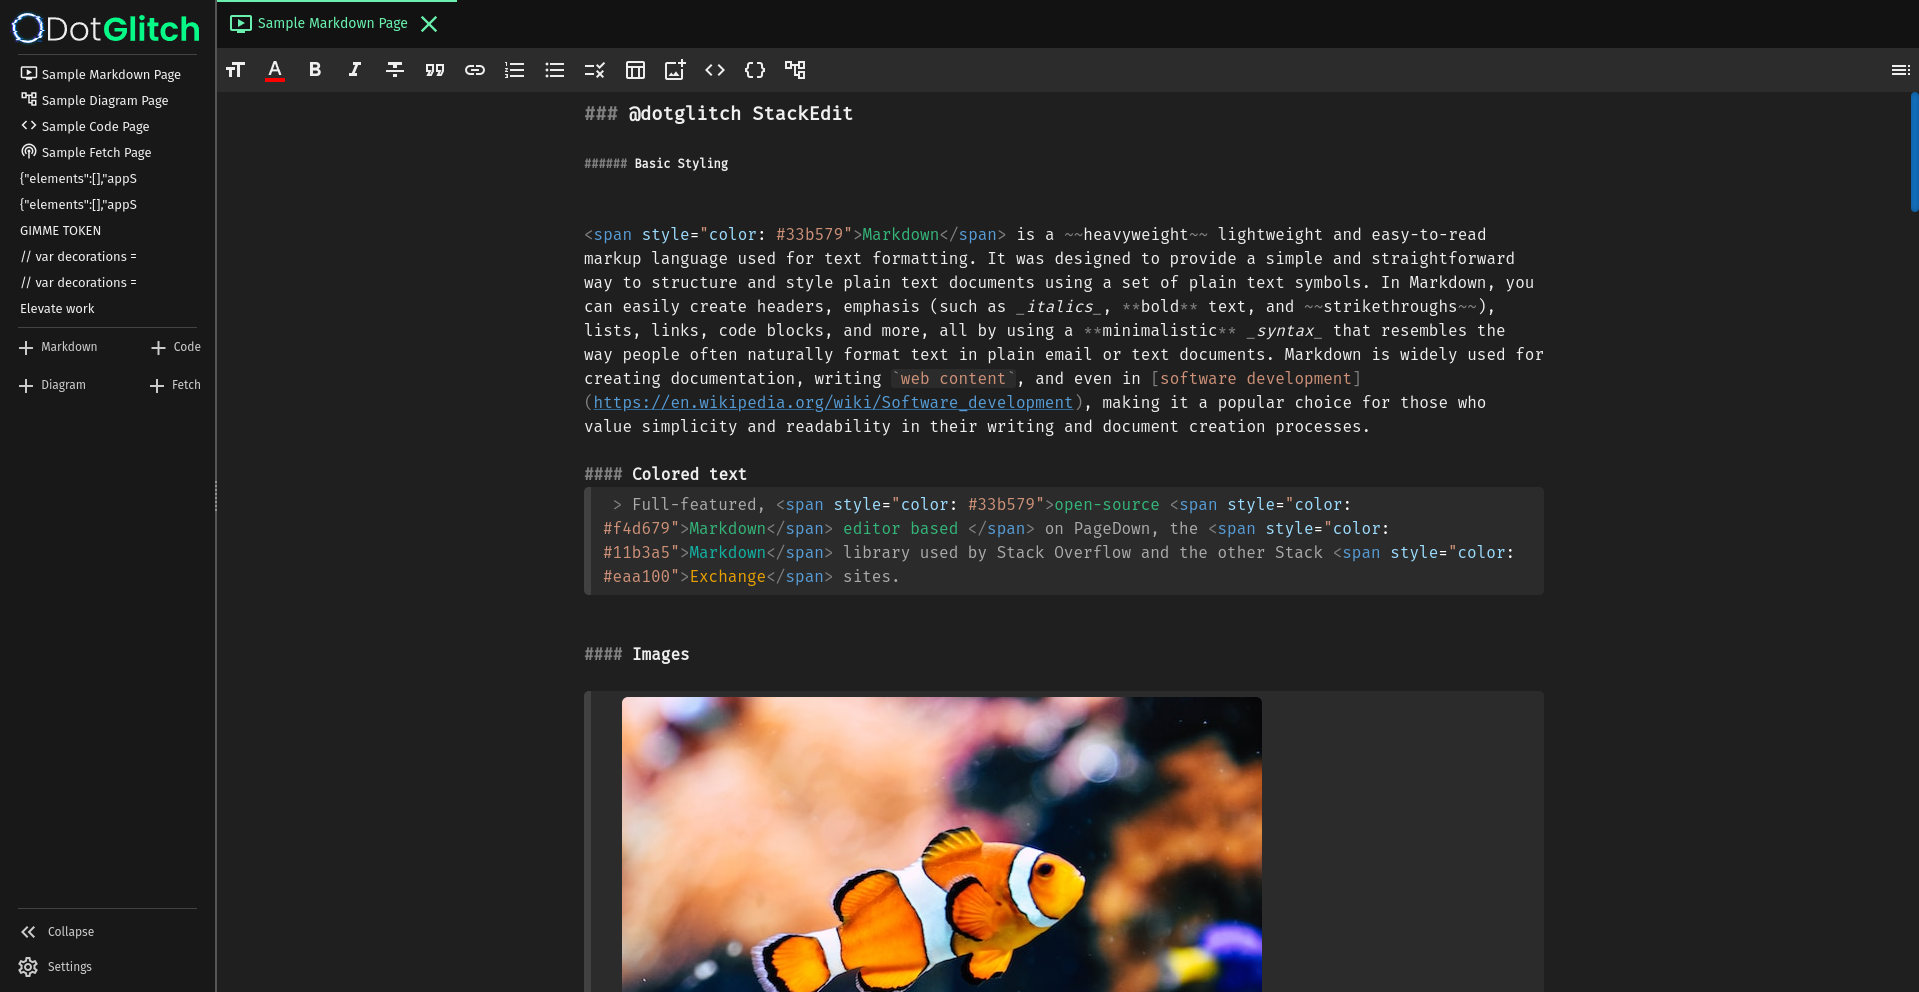 DotGlitch
Sample Markdown Page
Sample Diagram Page
Sample Code Page
Sample Fetch Page
{"elements":[],"appS
{"elements":[],"appS
GIMME TOKEN
// var decorations =
// var decorations =
Elevate work
Markdown
Code
Diagram
Fetch
Collapse
Settings
Sample Markdown Page
### @dotglitch StackEdit
###### Basic Styling
<span style="color: #33b579">Markdown</span> is a ~~heavyweight~~ lightweight and easy-to-read
markup language used for text formatting. It was designed to provide a simple and straightforward
way to structure and style plain text documents using a set of plain text symbols. In Markdown, you
can easily create headers, emphasis (such as _italics_, **bold** text, and ~~strikethroughs~~),
lists, links, code blocks, and more, all by using a **minimalistic** _syntax_ that resembles the
way people often naturally format text in plain email or text documents. Markdown is widely used for
creating documentation, writing `web content`, and even in [software development]
(https://en.wikipedia.org/wiki/Software_development), making it a popular choice for those who
value simplicity and readability in their writing and document creation processes.
#### Colored text
> Full-featured, <span style="color: #33b579">open-source <span style="color:
#f4d679">Markdown</span> editor based </span> on PageDown, the <span style="color:
#11b3a5">Markdown</span> library used by Stack Overflow and the other Stack <span style="color:
#eaa100">Exchange</span> sites.
#### Images